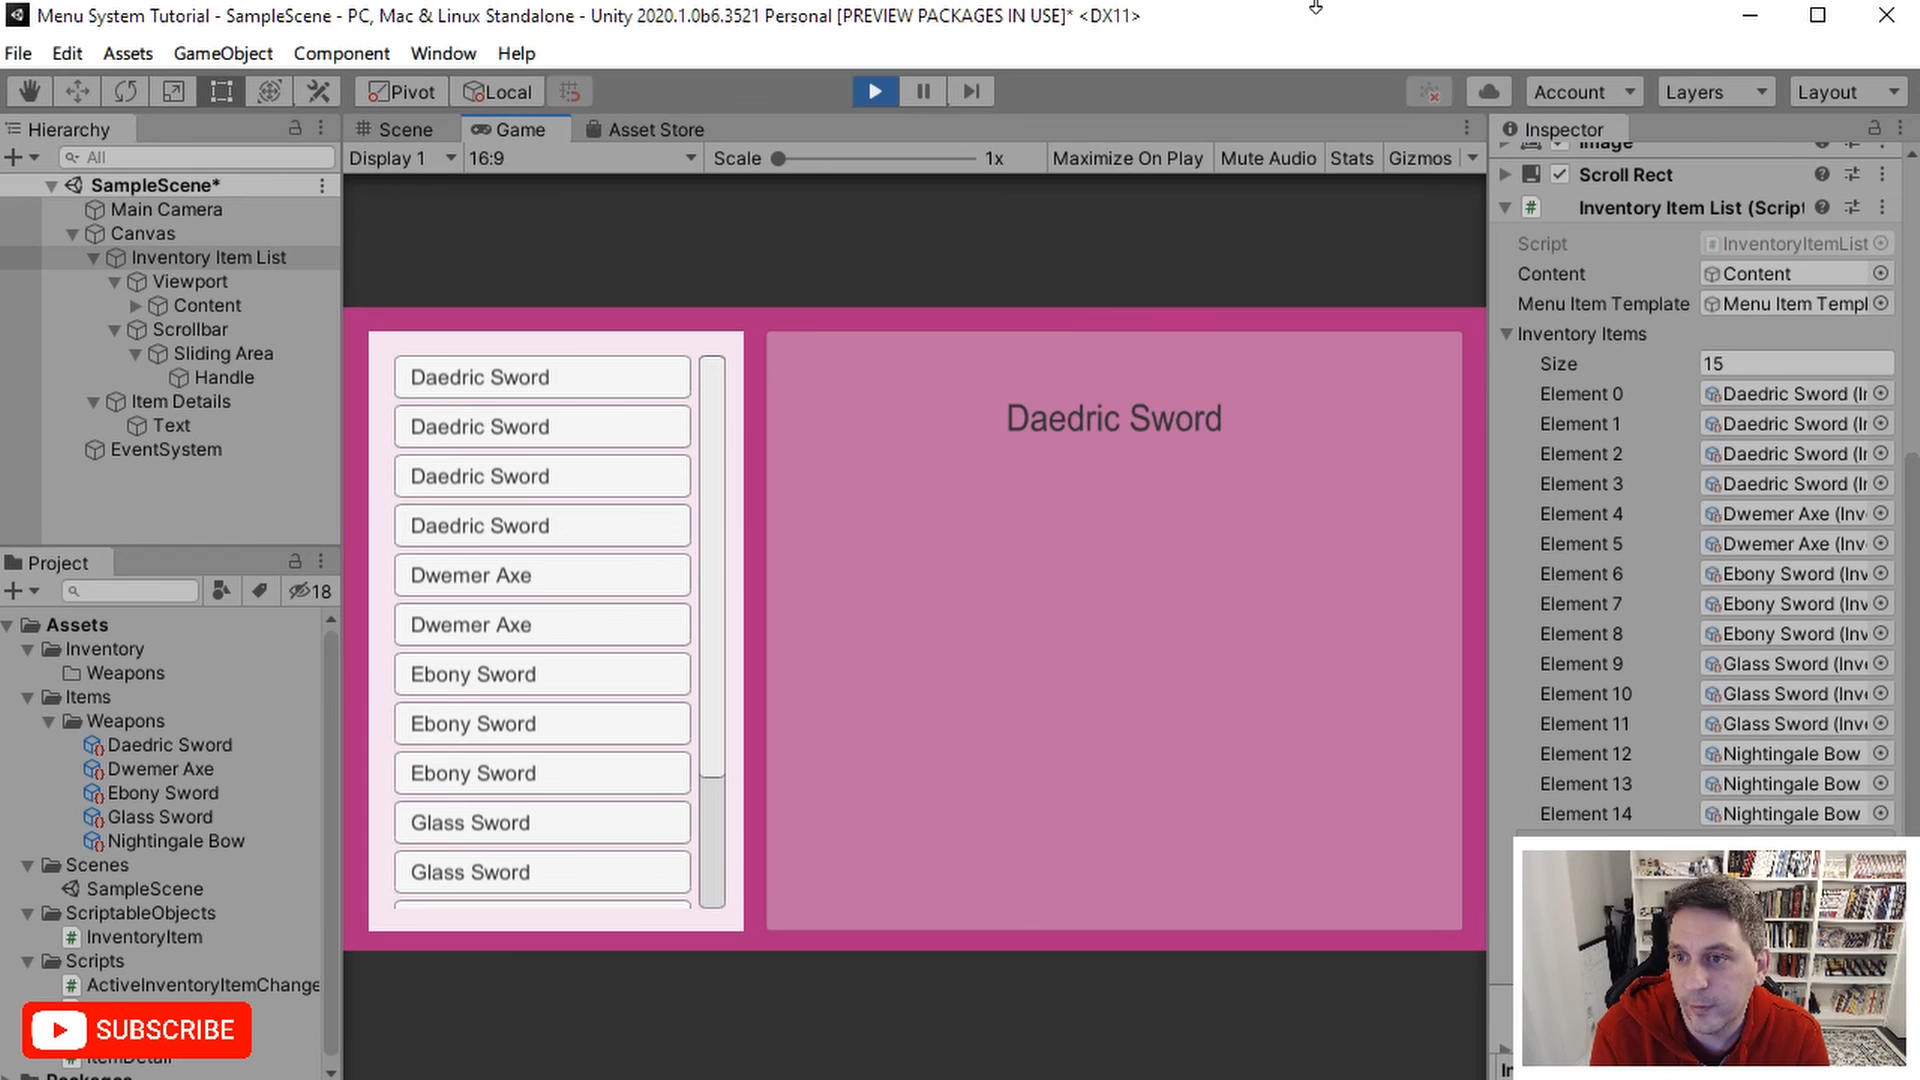 Menu System Tutorial - SampleScene - PC, Mac & Linux Standalone - Unity 2020.1.0b6.3521 Personal [PREVIEW PACKAGES IN USE]* <DX11>
File Edit Assets GameObject Component Window Help
Pivot Local Account Layers Layout
Hierarchy
All
SampleScene*
Main Camera
Canvas
Inventory Item List
Viewport
Content
Scrollbar
Sliding Area
Handle
Item Details
Text
EventSystem
Project
18
Assets
Inventory
Weapons
Items
Weapons
Daedric Sword
Dwemer Axe
Ebony Sword
Glass Sword
Nightingale Bow
Scenes
SampleScene
ScriptableObjects
InventoryItem
Scripts
ActiveInventoryItemChange
SUBSCRIBE
ItemDetail
Packages
Scene Game Asset Store
Display 1 16:9 Scale 1x Maximize On Play Mute Audio Stats Gizmos
Daedric Sword
Daedric Sword
Daedric Sword
Daedric Sword
Dwemer Axe
Dwemer Axe
Ebony Sword
Ebony Sword
Ebony Sword
Glass Sword
Glass Sword
Daedric Sword
Inspector
Image
Scroll Rect
Inventory Item List (Script
Script InventoryItemList
Content Content
Menu Item Template Menu Item Templ
Inventory Items
Size 15
Element 0 Daedric Sword (Ir
Element 1 Daedric Sword (Ir
Element 2 Daedric Sword (Ir
Element 3 Daedric Sword (Ir
Element 4 Dwemer Axe (Inv
Element 5 Dwemer Axe (Inv
Element 6 Ebony Sword (Inv
Element 7 Ebony Sword (Inv
Element 8 Ebony Sword (Inv
Element 9 Glass Sword (Inve
Element 10 Glass Sword (Inve
Element 11 Glass Sword (Inve
Element 12 Nightingale Bow
Element 13 Nightingale Bow
Element 14 Nightingale Bow